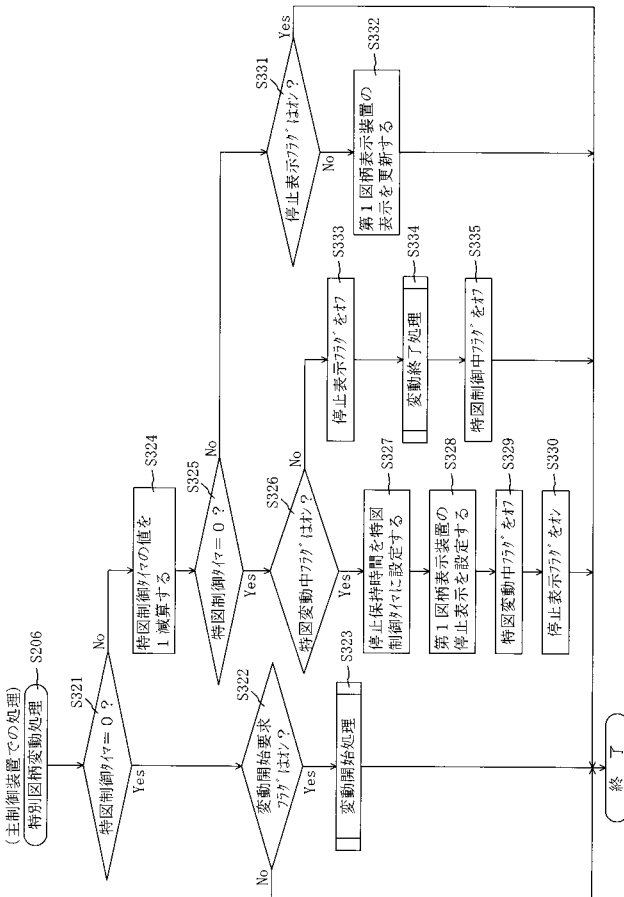 (主制御装置での処理)
特別図柄変動処理
S206
特図制御タイマ=0?
S321
No
Yes
変動開始要求
フラグはオン?
S322
No
Yes
変動開始処理
S323
特図制御タイマの値を
1減算する
S324
特図制御タイマ=0?
S325
No
Yes
特図変動中フラグはオン?
S326
No
Yes
停止保持時間を特図
制御タイマに設定する
S327
第1図柄表示装置の
停止表示を設定する
S328
特図変動中フラグをオフ
S329
停止表示フラグをオン
S330
停止表示フラグはオン?
S331
Yes
No
第1図柄表示装置の
表示を更新する
S332
停止表示フラグをオフ
S333
変動終了処理
S334
特図制御中フラグをオフ
S335
終了